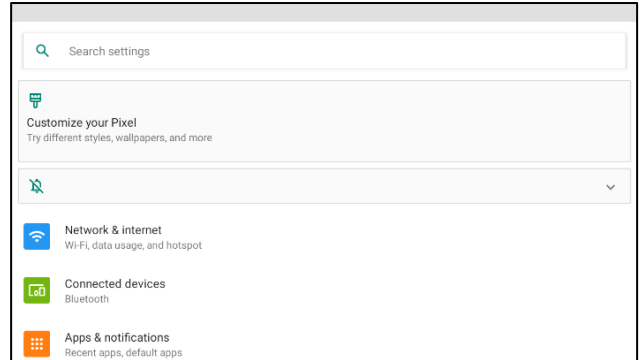 Search settings
Customize your Pixel
Try different styles, wallpapers, and more
Network & internet
Wi-Fi, data usage, and hotspot
Connected devices
Bluetooth
Apps & notifications
Recent apps, default apps